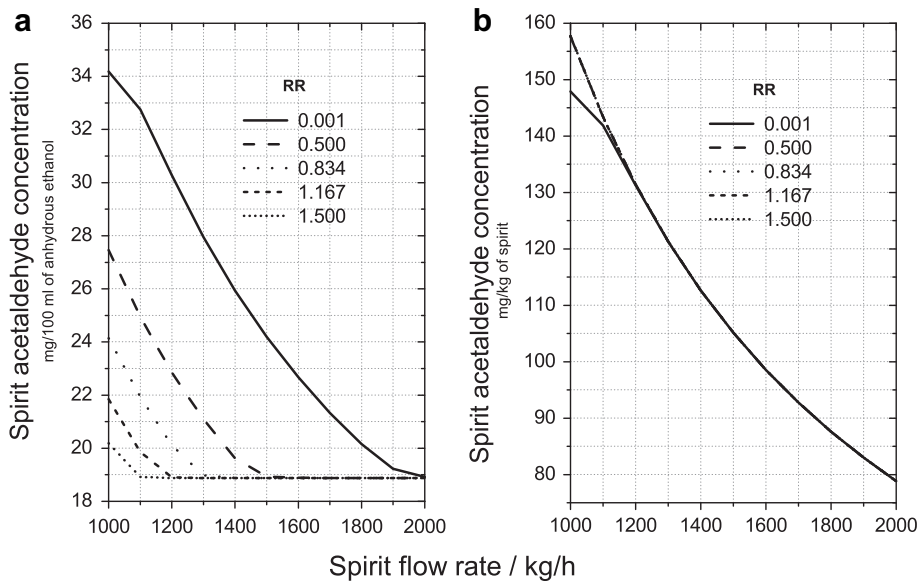 a
Spirit acetaldehyde concentration
mg/100 ml of anhydrous ethanol
36
34
32
30
28
26
24
22
20
18
RR
0.001
0.500
0.834
1.167
1.500
1000 1200 1400 1600 1800 2000
b
Spirit acetaldehyde concentration
mg/kg of spirit
160
150
140
130
120
110
100
90
80
RR
0.001
0.500
0.834
1.167
1.500
1000 1200 1400 1600 1800 2000
Spirit flow rate / kg/h